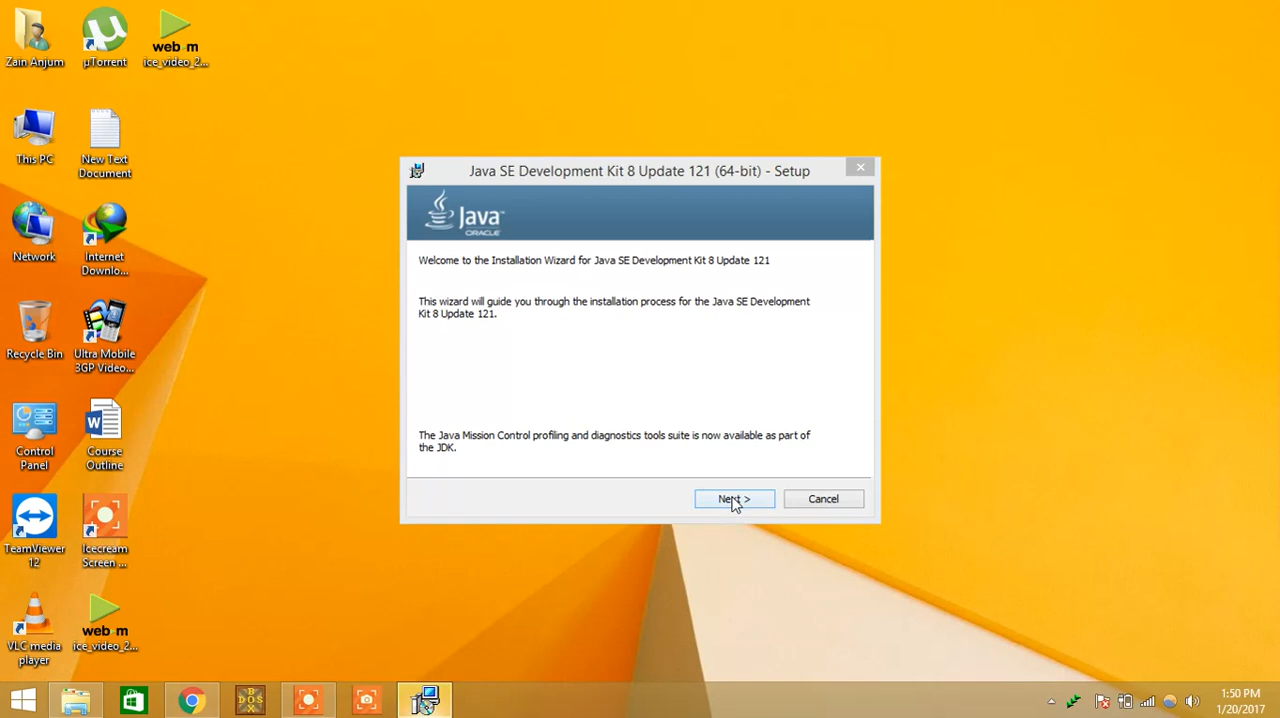 Zain Anjum
µTorrent
web m
ice_video_2...
This PC
New Text
Document
Network
Internet
Downlo...
Recycle Bin
Ultra Mobile
3GP Video...
Control
Panel
Course
Outline
TeamViewer
12
Icecream
Screen ...
VLC media
player
web m
ice_video_2...
Java SE Development Kit 8 Update 121 (64-bit) - Setup
Java™
ORACLE
Welcome to the Installation Wizard for Java SE Development Kit 8 Update 121
This wizard will guide you through the installation process for the Java SE Development
Kit 8 Update 121.
The Java Mission Control profiling and diagnostics tools suite is now available as part of
the JDK.
Next >
Cancel
1:50 PM
1/20/2017